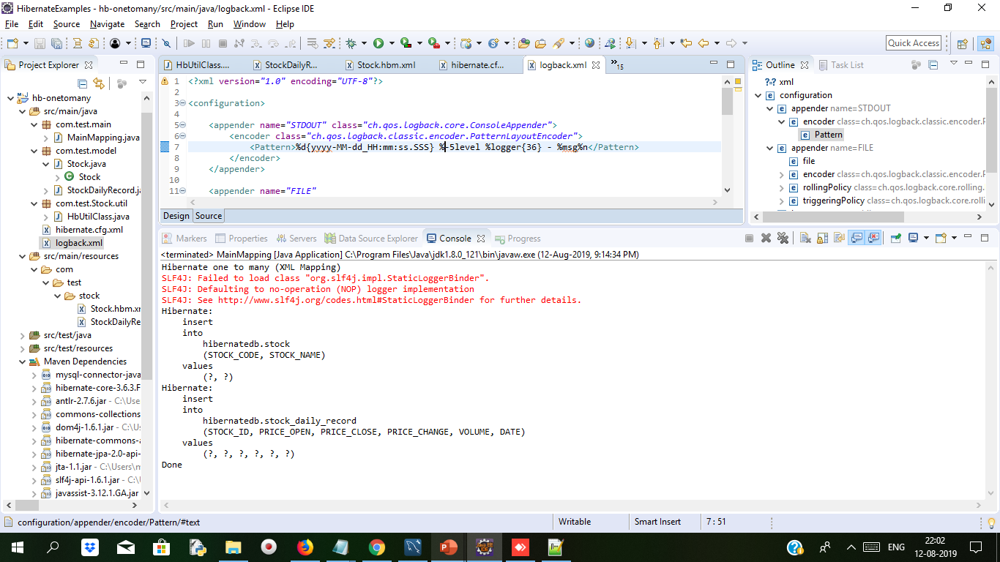 HibernateExamples - hb-onetomany/src/main/java/logback.xml - Eclipse IDE
File Edit Source Navigate Search Project Run Window Help
Quick Access
Project Explorer
hb-onetomany
src/main/java
com.test.main
MainMapping.java
com.test.model
Stock.java
Stock
StockDailyRecord.ja
com.test.Stock.util
HbUtilClass.java
hibernate.cfg.xml
logback.xml
src/main/resources
com
test
stock
Stock.hbm.xr
StockDailyRe
src/test/java
src/test/resources
Maven Dependencies
mysql-connector-java
hibernate-core-3.6.3.F
antlr-2.7.6.jar - C:\Use
commons-collections
dom4j-1.6.1.jar - C:\Us
hibernate-commons-a
hibernate-jpa-2.0-api-
jta-1.1.jar - C:\Users\m
slf4j-api-1.6.1.jar - C:\U
javassist-3.12.1.GA.jar
HbUtilClass.... StockDailyR... Stock.hbm.xml hibernate.cf... logback.xml »15
1 <?xml version="1.0" encoding="UTF-8"?>
2
3 <configuration>
4
5 <appender name="STDOUT" class="ch.qos.logback.core.ConsoleAppender">
6 <encoder class="ch.qos.logback.classic.encoder.PatternLayoutEncoder">
7 <Pattern>%d{yyyy-MM-dd_HH:mm:ss.SSS} %-5level %logger{36} - %msg%n</Pattern>
8 </encoder>
9 </appender>
10
11 <appender name="FILE"
Design Source
Outline Task List
?=? xml
configuration
appender name=STDOUT
encoder class=ch.qos.logback.classic.encoder.P
Pattern
appender name=FILE
file
encoder class=ch.qos.logback.classic.encoder.P
rollingPolicy class=ch.qos.logback.core.rolling.
triggeringPolicy class=ch.qos.logback.core.rolli
Markers Properties Servers Data Source Explorer Console Progress
<terminated> MainMapping [Java Application] C:\Program Files\Java\jdk1.8.0_121\bin\javaw.exe (12-Aug-2019, 9:14:34 PM)
Hibernate one to many (XML Mapping)
SLF4J: Failed to load class "org.slf4j.impl.StaticLoggerBinder".
SLF4J: Defaulting to no-operation (NOP) logger implementation
SLF4J: See http://www.slf4j.org/codes.html#StaticLoggerBinder for further details.
Hibernate:
insert
into
hibernatedb.stock
(STOCK_CODE, STOCK_NAME)
values
(?, ?)
Hibernate:
insert
into
hibernatedb.stock_daily_record
(STOCK_ID, PRICE_OPEN, PRICE_CLOSE, PRICE_CHANGE, VOLUME, DATE)
values
(?, ?, ?, ?, ?, ?)
Done
configuration/appender/encoder/Pattern/#text
Writable
Smart Insert
7 : 51
ENG
22:02
12-08-2019